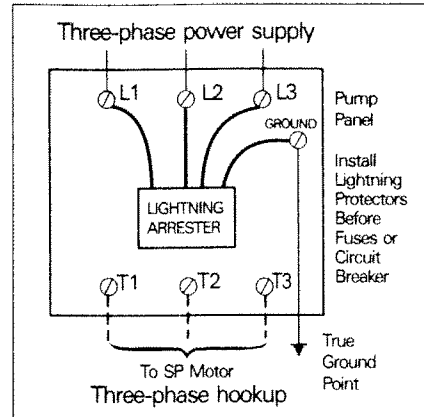 Three-phase power supply
L1
L2
L3
GROUND
Pump
Panel
Install
Lightning
Protectors
Before
Fuses or
Circuit
Breaker
LIGHTNING
ARRESTER
T1
T2
T3
To SP Motor
Three-phase hookup
True
Ground
Point